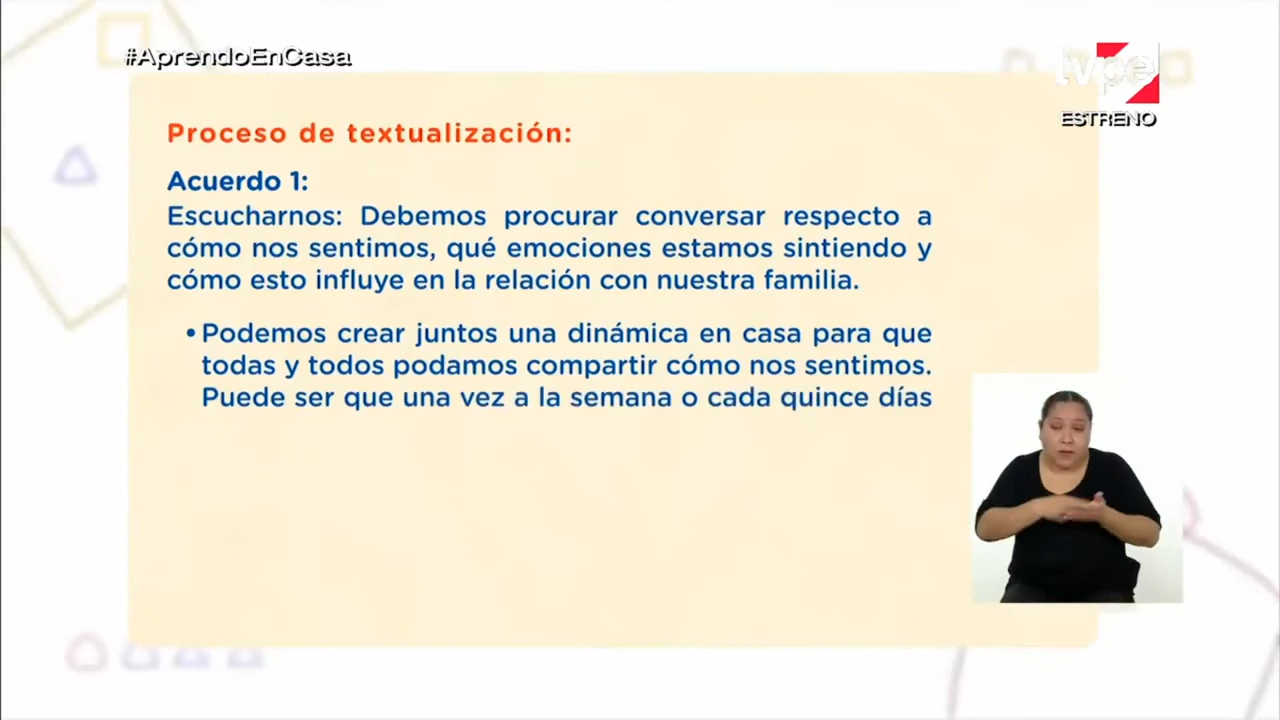 #AprendoEnCasa
tvpe
ESTRENO
Proceso de textualización:
Acuerdo 1:
Escucharnos: Debemos procurar conversar respecto a
cómo nos sentimos, qué emociones estamos sintiendo y
cómo esto influye en la relación con nuestra familia.
• Podemos crear juntos una dinámica en casa para que
todas y todos podamos compartir cómo nos sentimos.
Puede ser que una vez a la semana o cada quince días